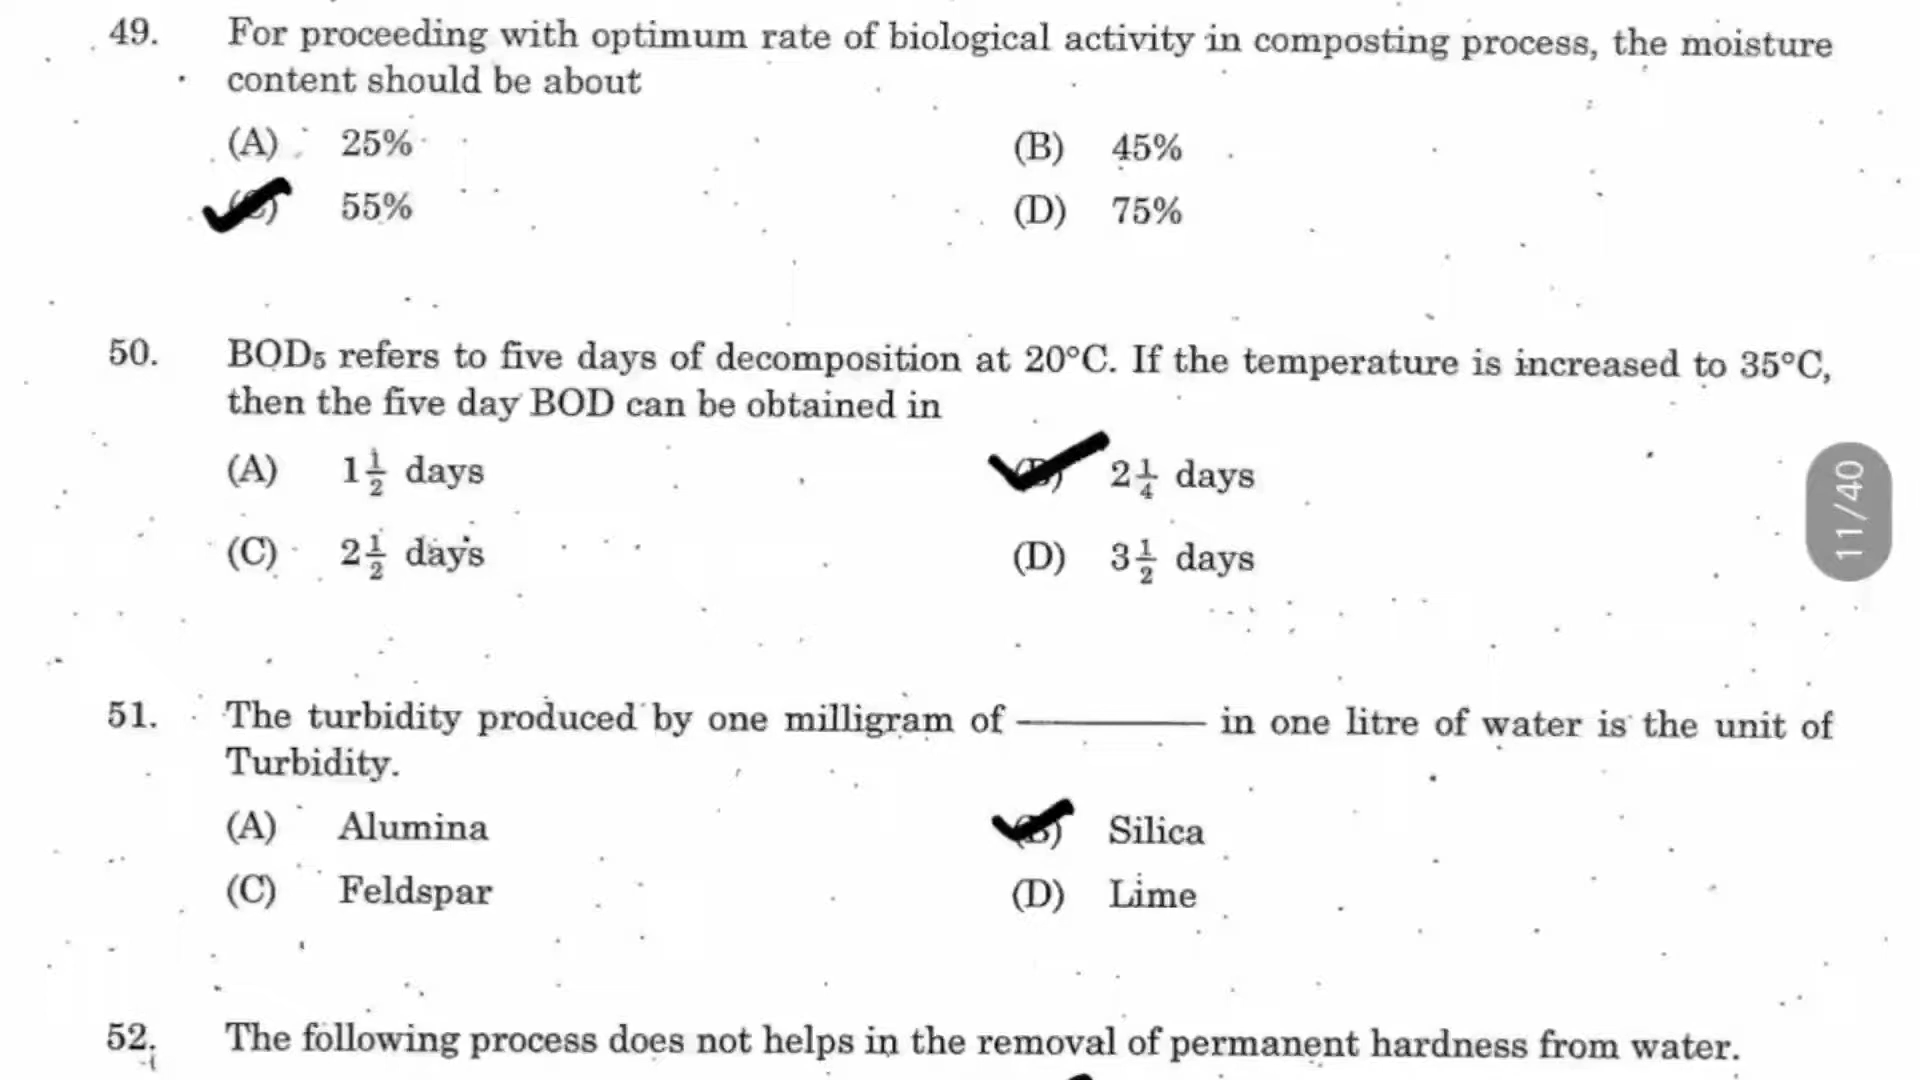 49. For proceeding with optimum rate of biological activity in composting process, the moisture
content should be about
(A) 25% (B) 45%
(C) 55% (D) 75%
50. BOD₅ refers to five days of decomposition at 20°C. If the temperature is increased to 35°C,
then the five day BOD can be obtained in
(A) 1½ days (B) 2¼ days
(C) 2½ days (D) 3½ days
11/40
51. The turbidity produced by one milligram of ———— in one litre of water is the unit of
Turbidity.
(A) Alumina (B) Silica
(C) Feldspar (D) Lime
52. The following process does not helps in the removal of permanent hardness from water.